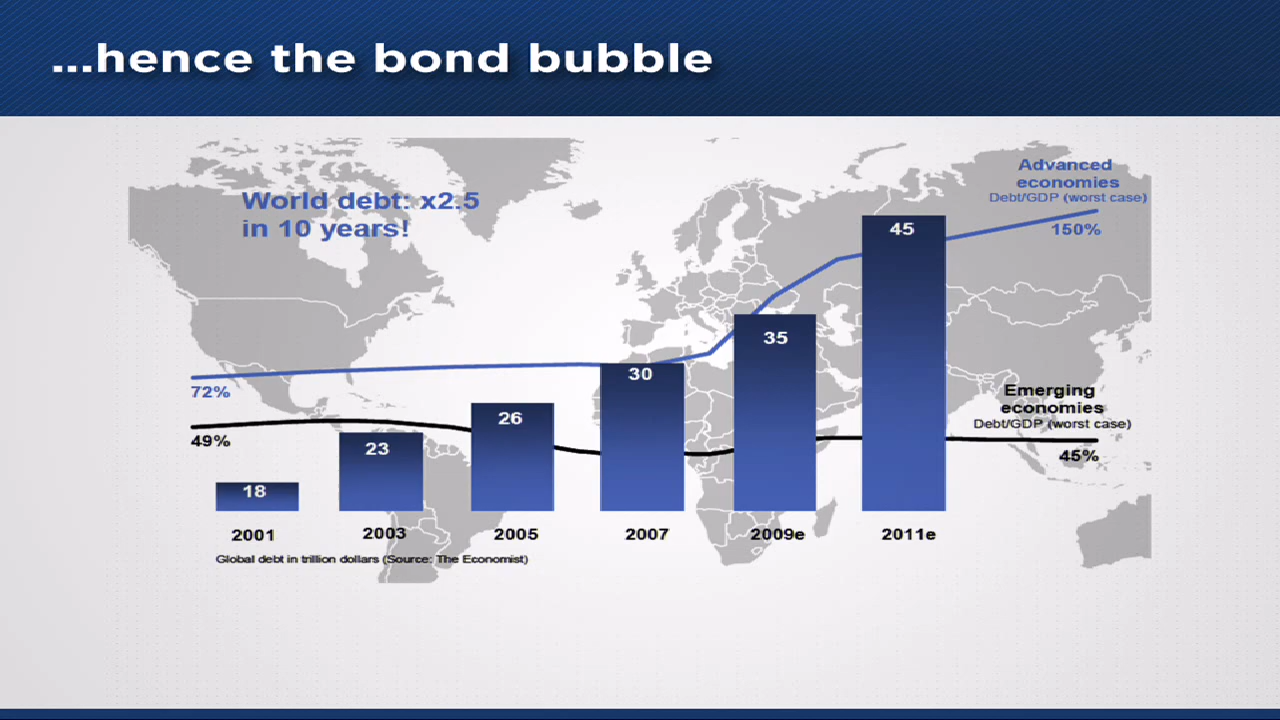 ...hence the bond bubble
World debt: x2.5
in 10 years!
Advanced
economies
Debt/GDP (worst case)
150%
45
35
30
26
23
18
72%
49%
Emerging
economies
Debt/GDP (worst case)
45%
2001
2003
2005
2007
2009e
2011e
Global debt in trillion dollars (Source: The Economist)